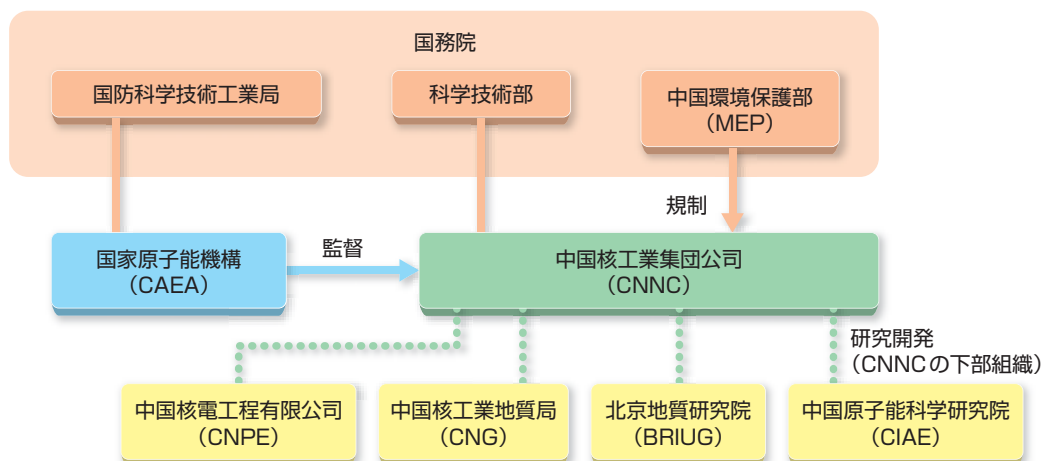 国務院
国防科学技術工業局
科学技術部
中国環境保護部
（MEP）
規制
国家原子能機構
（CAEA）
監督
中国核工業集団公司
（CNNC）
研究開発
（CNNCの下部組織）
中国核電工程有限公司
（CNPE）
中国核工業地質局
（CNG）
北京地質研究院
（BRIUG）
中国原子能科学研究院
（CIAE）